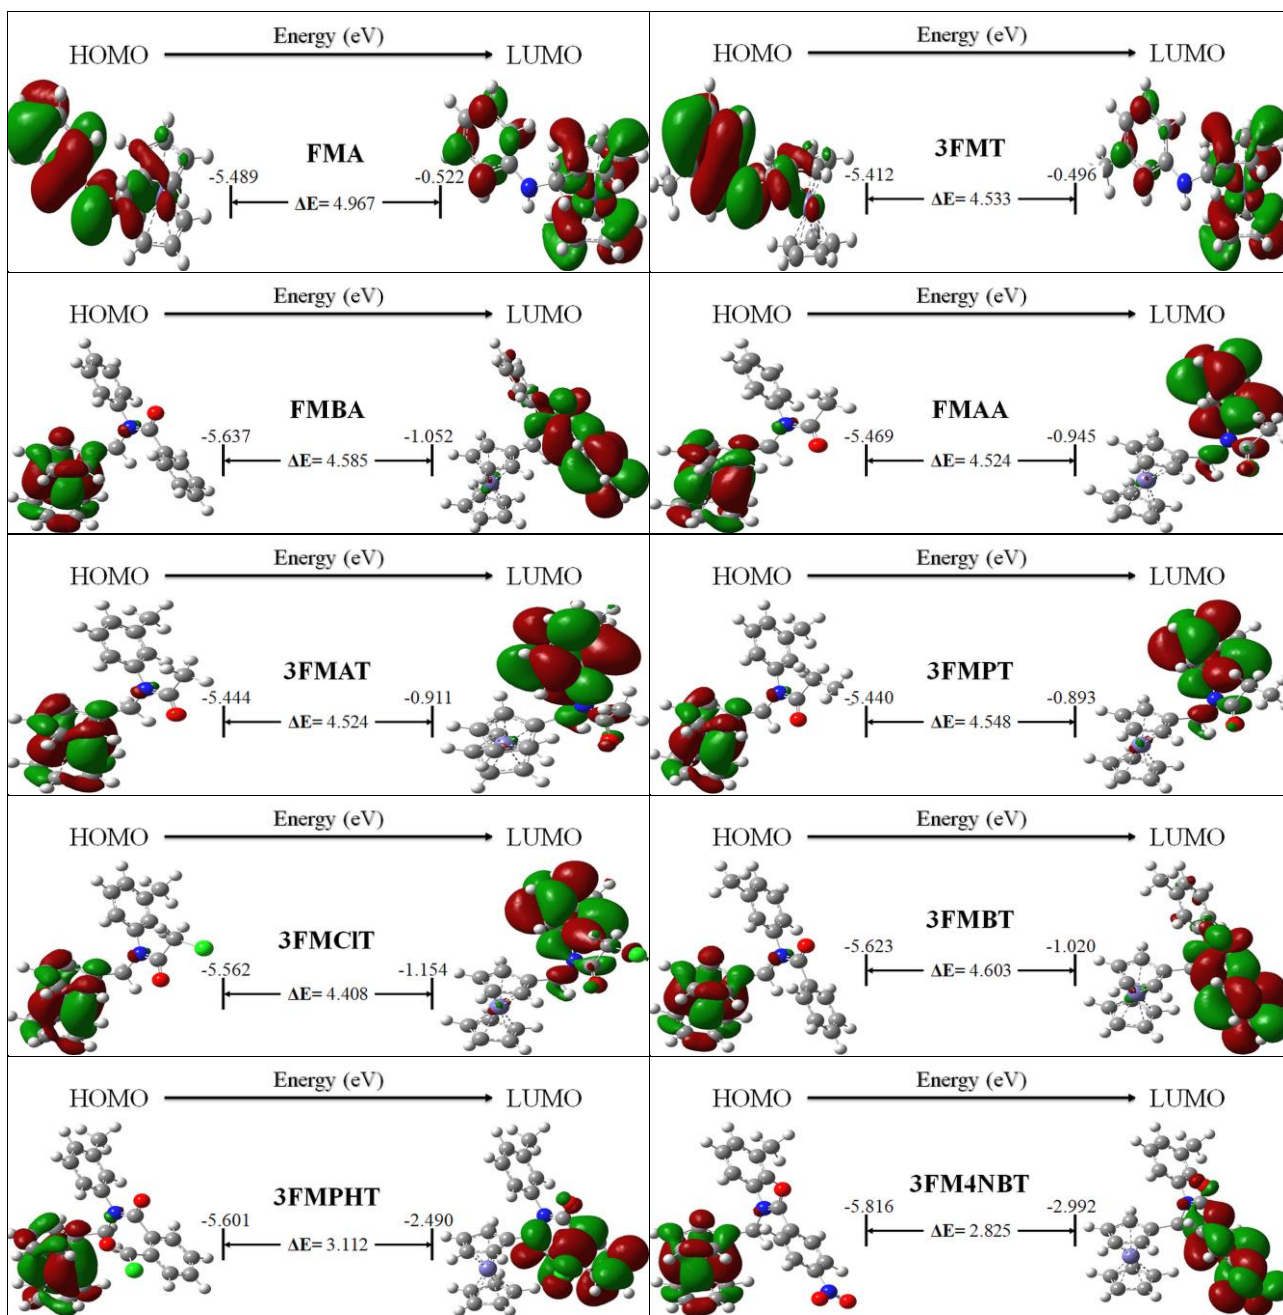 Energy (eV)
HOMO LUMO
FMA
-5.489 -0.522
ΔE= 4.967
Energy (eV)
HOMO LUMO
3FMT
-5.412 -0.496
ΔE= 4.533
Energy (eV)
HOMO LUMO
FMBA
-5.637 -1.052
ΔE= 4.585
Energy (eV)
HOMO LUMO
FMAA
-5.469 -0.945
ΔE= 4.524
Energy (eV)
HOMO LUMO
3FMAT
-5.444 -0.911
ΔE= 4.524
Energy (eV)
HOMO LUMO
3FMPT
-5.440 -0.893
ΔE= 4.548
Energy (eV)
HOMO LUMO
3FMClT
-5.562 -1.154
ΔE= 4.408
Energy (eV)
HOMO LUMO
3FMBT
-5.623 -1.020
ΔE= 4.603
Energy (eV)
HOMO LUMO
3FMPHT
-5.601 -2.490
ΔE= 3.112
Energy (eV)
HOMO LUMO
3FM4NBT
-5.816 -2.992
ΔE= 2.825